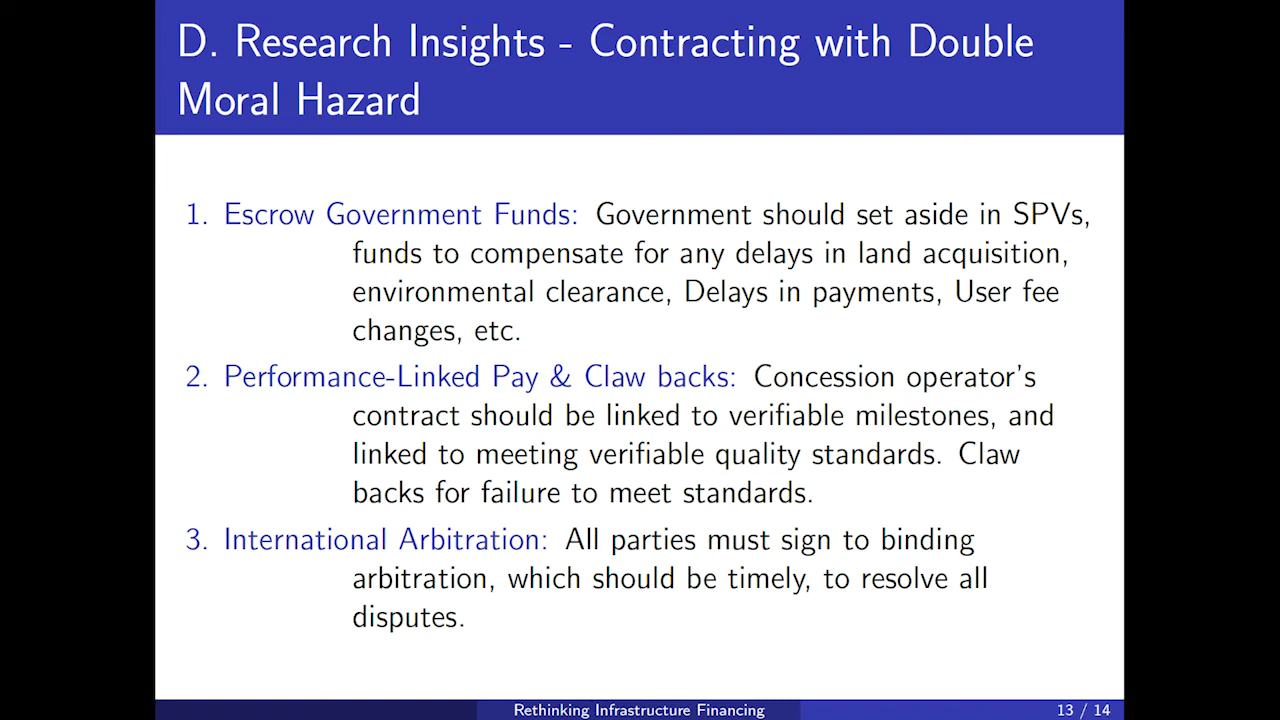 D. Research Insights - Contracting with Double
Moral Hazard
1. Escrow Government Funds: Government should set aside in SPVs,
funds to compensate for any delays in land acquisition,
environmental clearance, Delays in payments, User fee
changes, etc.
2. Performance-Linked Pay & Claw backs: Concession operator's
contract should be linked to verifiable milestones, and
linked to meeting verifiable quality standards. Claw
backs for failure to meet standards.
3. International Arbitration: All parties must sign to binding
arbitration, which should be timely, to resolve all
disputes.
Rethinking Infrastructure Financing
13 / 14